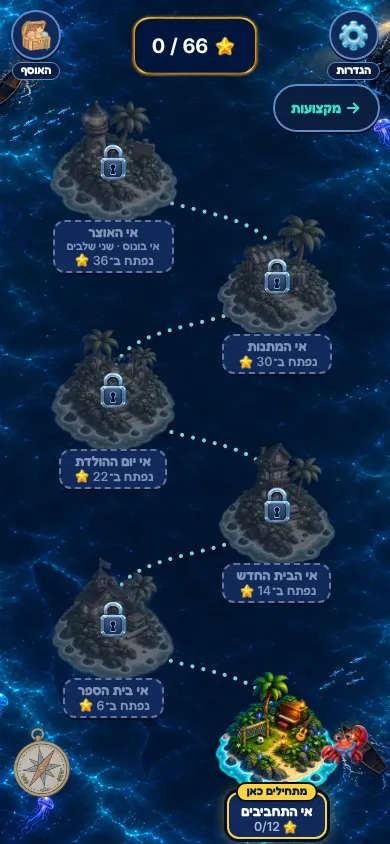 האוסף
0 / 66
הגדרות
מקצועות →
אי האוצר
אי בונוס · שני שלבים
נפתח ב־36
אי המתנות
נפתח ב־30
אי יום ההולדת
נפתח ב־22
אי הבית החדש
נפתח ב־14
אי בית הספר
נפתח ב־6
מתחילים כאן
אי התחביבים
0/12